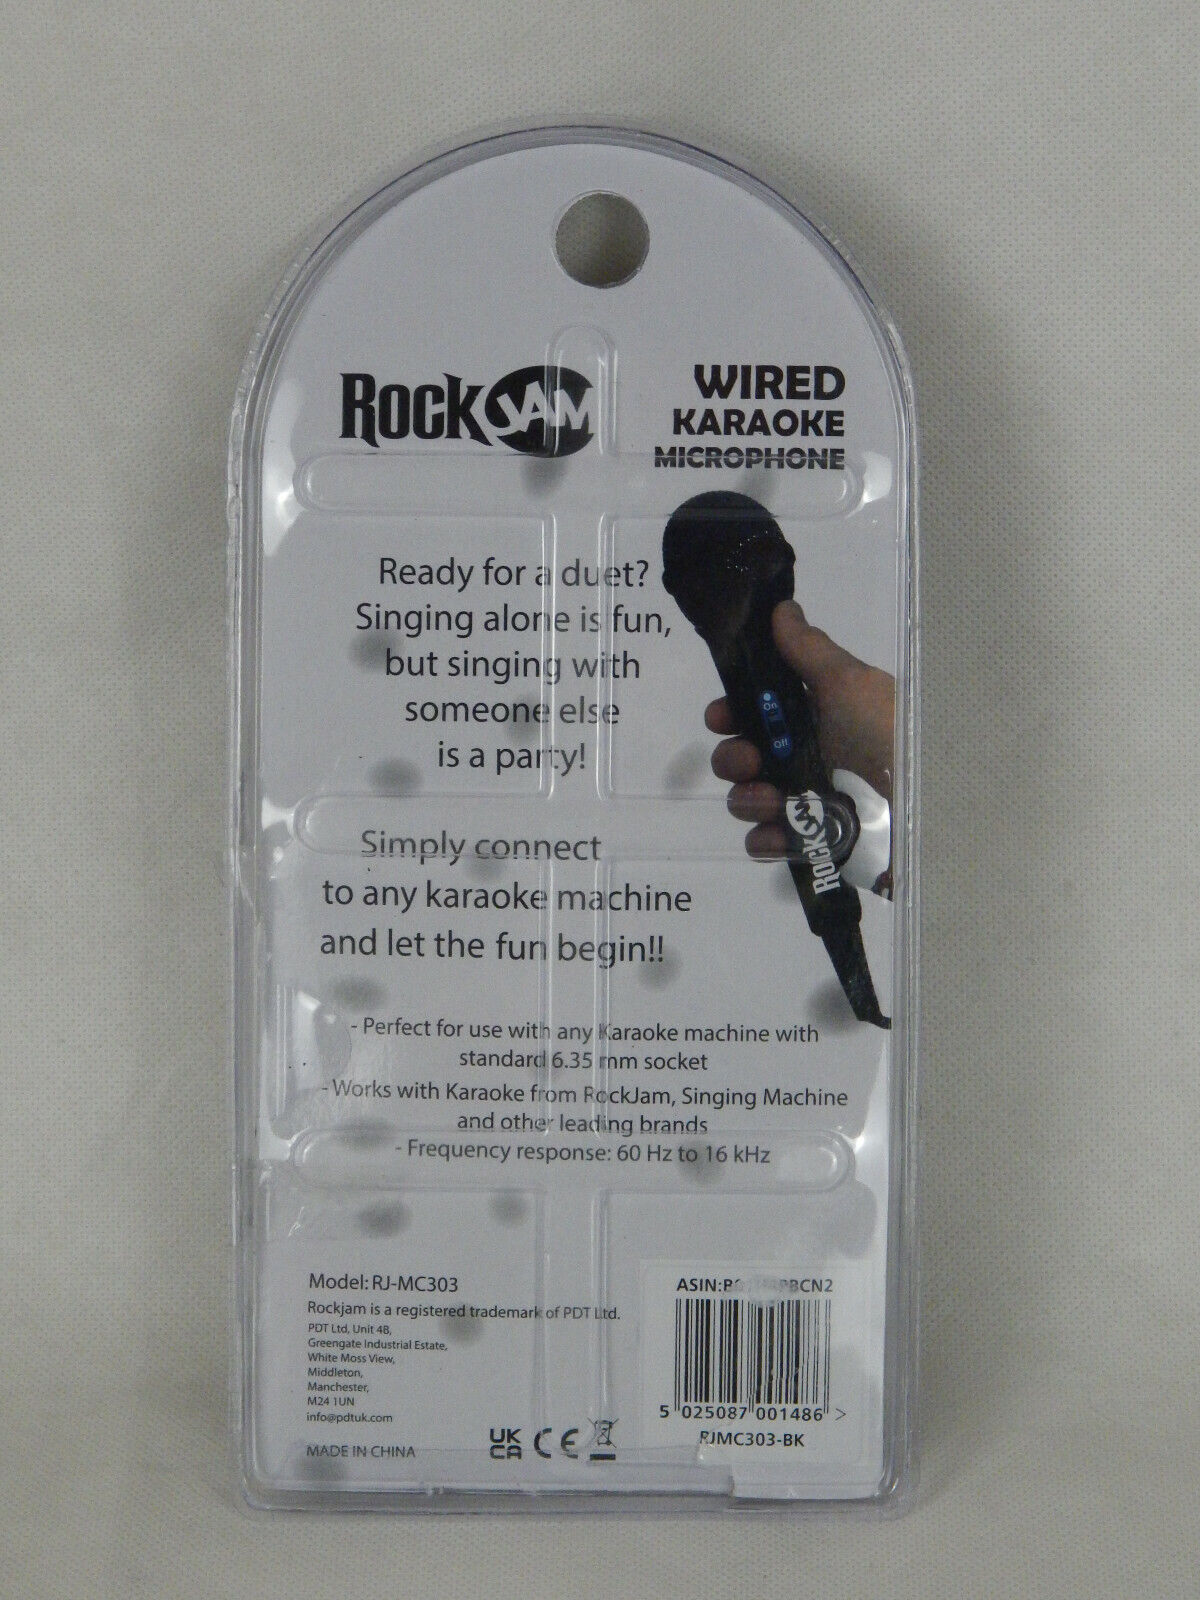 RockJam
WIRED
KARAOKE
MICROPHONE
Ready for a duet?
Singing alone is fun,
but singing with
someone else
is a party!
On
Off
RockJam
Simply connect
to any karaoke machine
and let the fun begin!!
- Perfect for use with any Karaoke machine with
standard 6.35 mm socket
- Works with Karaoke from RockJam, Singing Machine
and other leading brands
- Frequency response: 60 Hz to 16 kHz
Model: RJ-MC303
Rockjam is a registered trademark of PDT Ltd.
PDT Ltd, Unit 4B,
Greengate Industrial Estate,
White Moss View,
Middleton,
Manchester,
M24 1UN
info@pdtuk.com
MADE IN CHINA
UK
CA
CE
ASIN:
5 025087 001486 >
RJMC303-BK